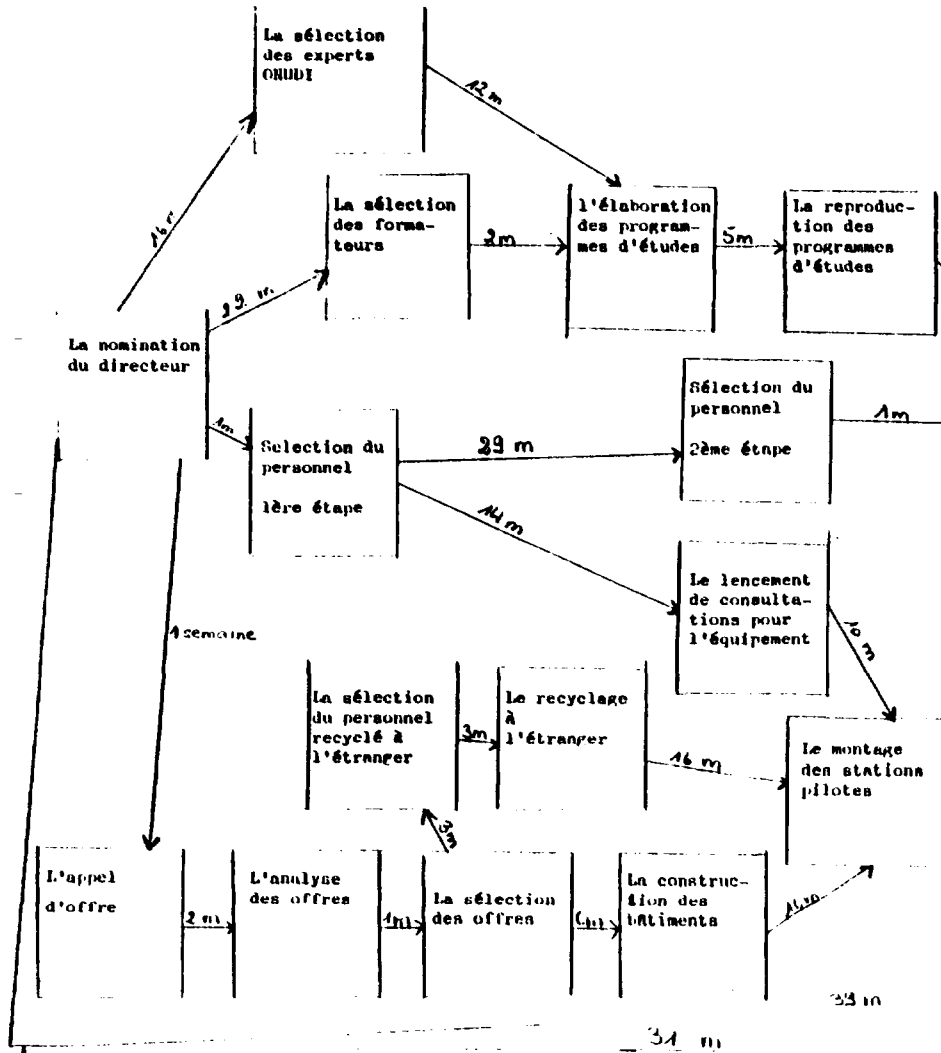 La sélection
des experts
ONUDI
12 m
La sélection
des forma-
teurs
2m
l'élaboration
des program-
mes d'études
5m
La reproduc-
tion des
programmes
d'études
29 m
La nomination
du directeur
1m
Selection du
personnel
1ère étape
29 m
Sélection du
personnel
2ème étape
1m
14 m
Le lencement
de consulta-
tions pour
l'équipement
10 m
1 semaine
La sélection
du personnel
recyclé à
l'étranger
3m
Le recyclage
à
l'étranger
16 m
Le montage
des stations
pilotes
3m
L'appel
d'offre
2 m
L'analyse
des offres
1m
La sélection
des offres
La construc-
tion des
bâtiments
39 m
31 m